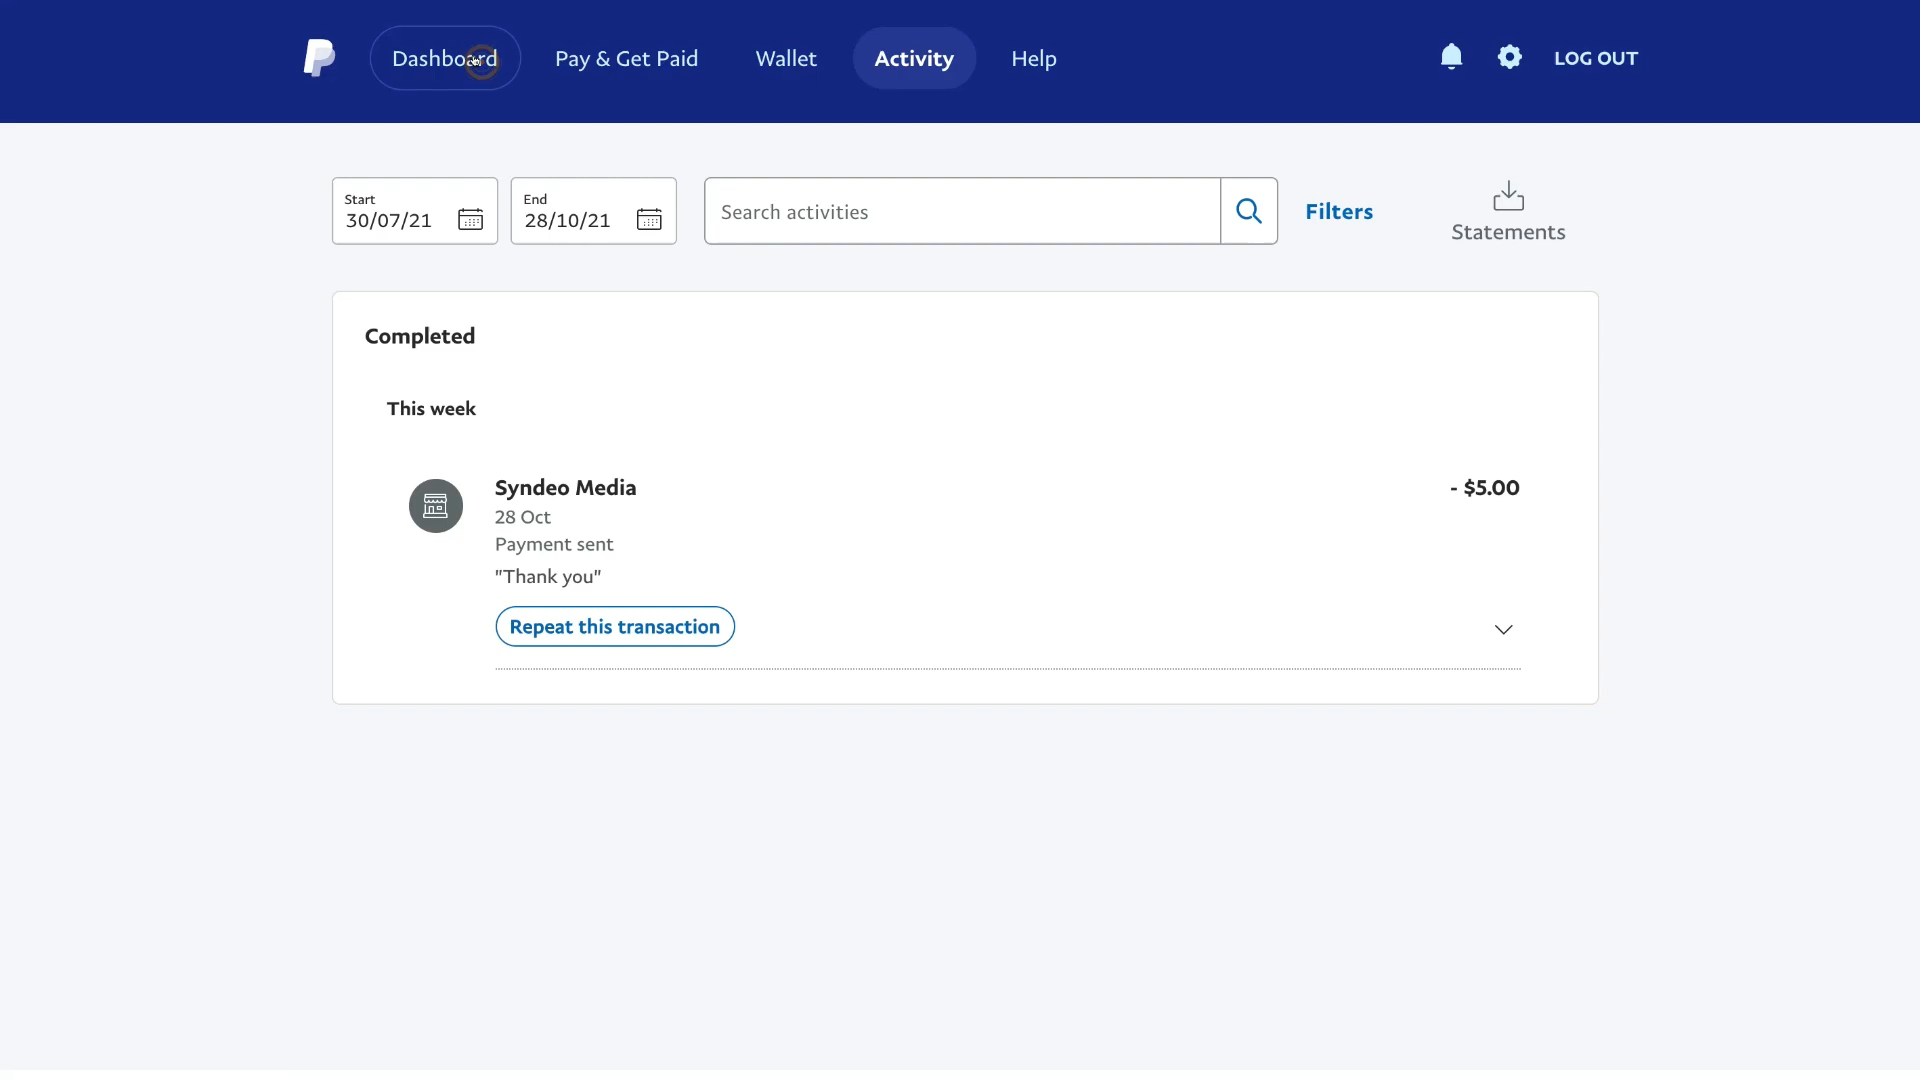 Dashboard
Pay & Get Paid
Wallet
Activity
Help
LOG OUT
Start
30/07/21
End
28/10/21
Search activities
Filters
Statements
Completed
This week
Syndeo Media
- $5.00
28 Oct
Payment sent
"Thank you"
Repeat this transaction